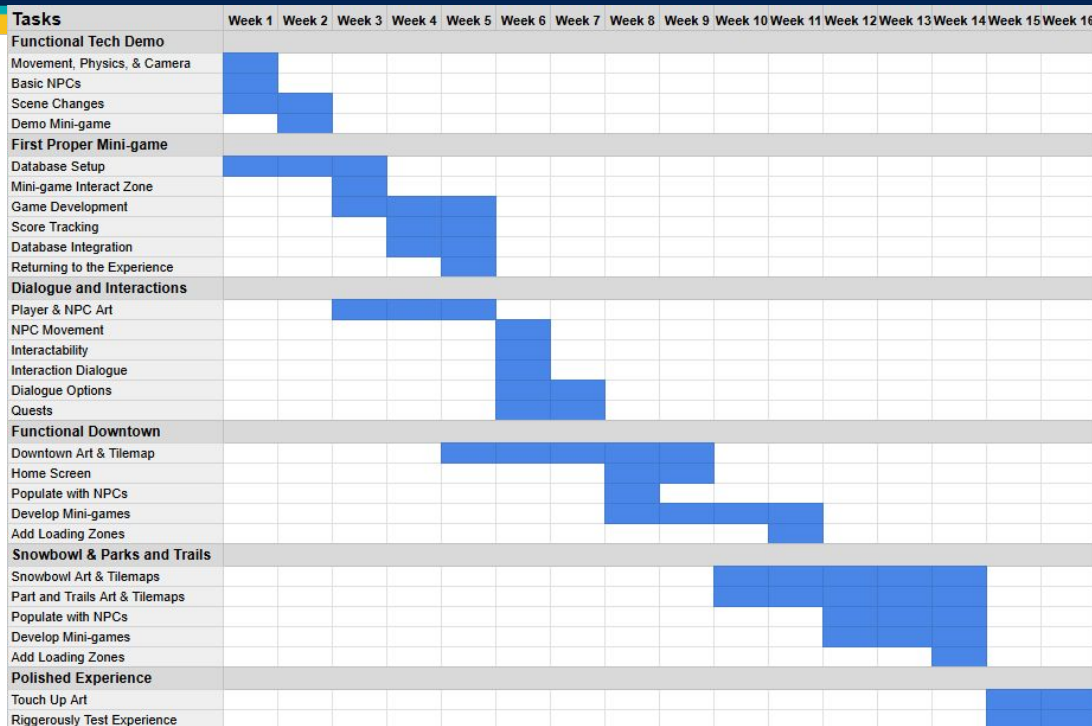 Tasks Week 1 Week 2 Week 3 Week 4 Week 5 Week 6 Week 7 Week 8 Week 9 Week 10 Week 11 Week 12 Week 13 Week 14 Week 15 Week 16
Functional Tech Demo
Movement, Physics, & Camera
Basic NPCs
Scene Changes
Demo Mini-game
First Proper Mini-game
Database Setup
Mini-game Interact Zone
Game Development
Score Tracking
Database Integration
Returning to the Experience
Dialogue and Interactions
Player & NPC Art
NPC Movement
Interactability
Interaction Dialogue
Dialogue Options
Quests
Functional Downtown
Downtown Art & Tilemap
Home Screen
Populate with NPCs
Develop Mini-games
Add Loading Zones
Snowbowl & Parks and Trails
Snowbowl Art & Tilemaps
Part and Trails Art & Tilemaps
Populate with NPCs
Develop Mini-games
Add Loading Zones
Polished Experience
Touch Up Art
Riggerously Test Experience